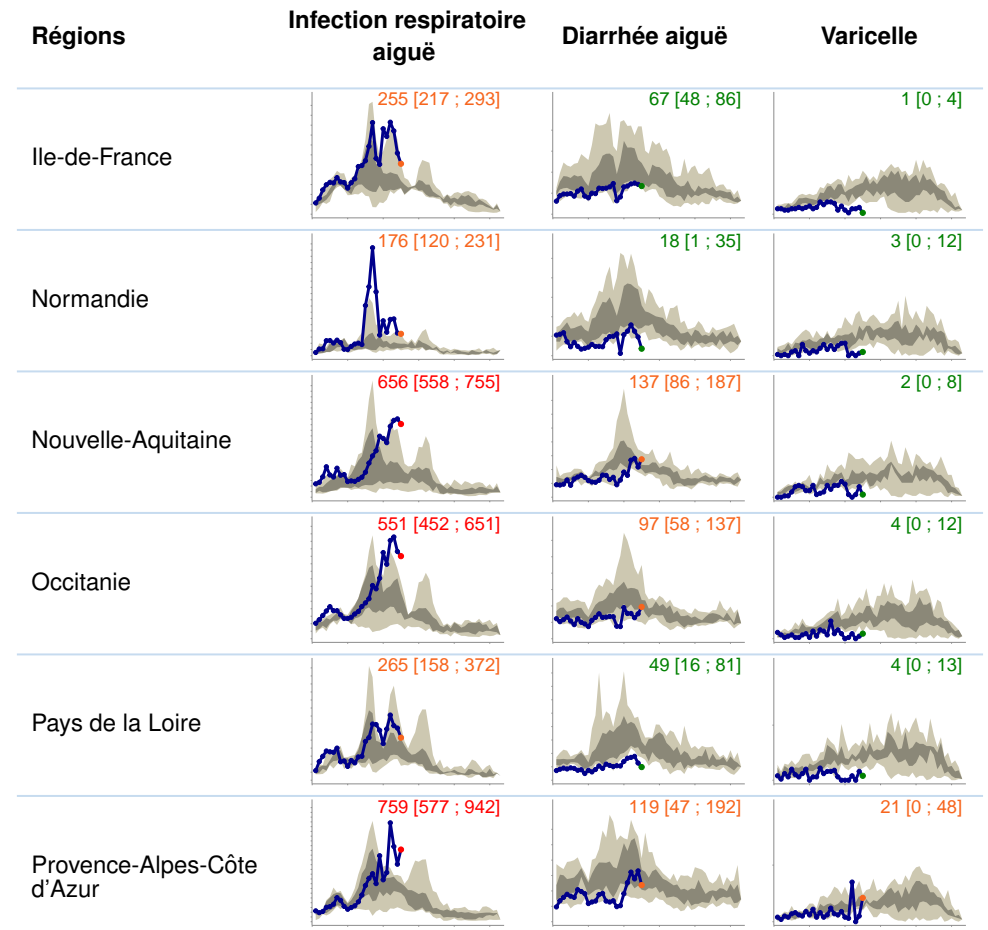 Régions
Infection respiratoire
aiguë
Diarrhée aiguë
Varicelle
Ile-de-France
255 [217 ; 293]
67 [48 ; 86]
1 [0 ; 4]
Normandie
176 [120 ; 231]
18 [1 ; 35]
3 [0 ; 12]
Nouvelle-Aquitaine
656 [558 ; 755]
137 [86 ; 187]
2 [0 ; 8]
Occitanie
551 [452 ; 651]
97 [58 ; 137]
4 [0 ; 12]
Pays de la Loire
265 [158 ; 372]
49 [16 ; 81]
4 [0 ; 13]
Provence-Alpes-Côte
d'Azur
759 [577 ; 942]
119 [47 ; 192]
21 [0 ; 48]